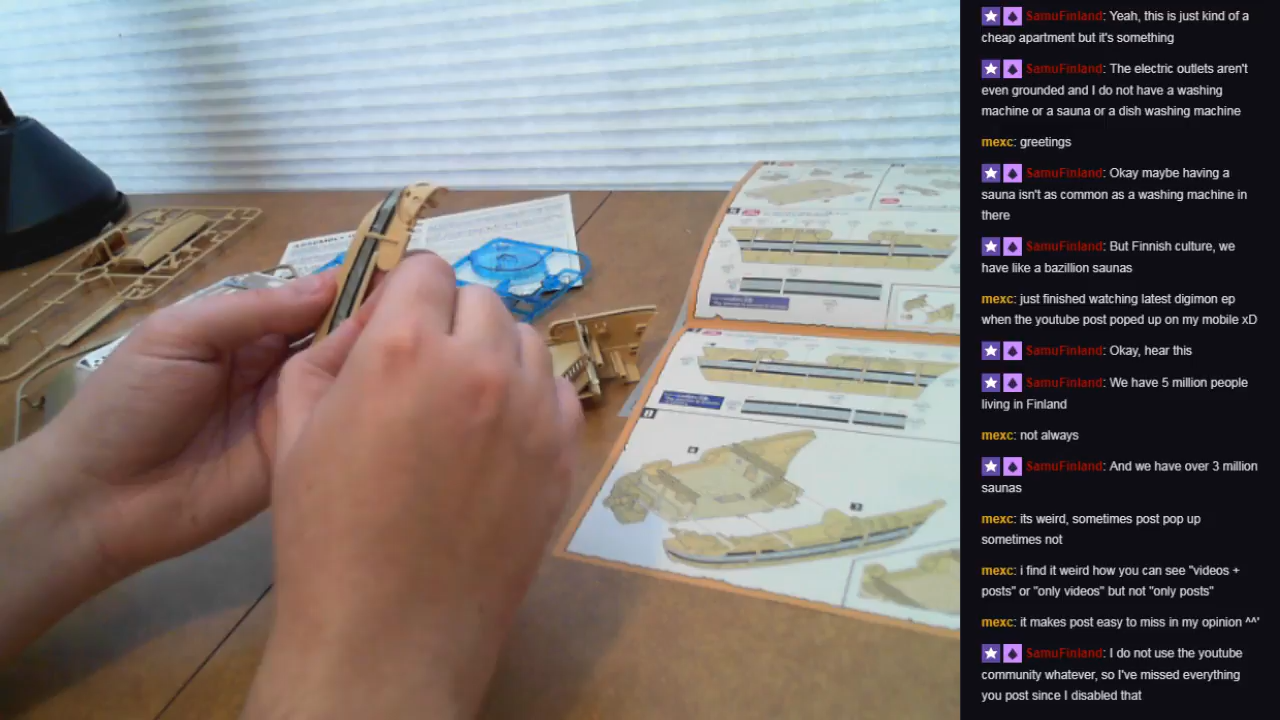 SamuFinland: Yeah, this is just kind of a
cheap apartment but it's something
SamuFinland: The electric outlets aren't
even grounded and I do not have a washing
machine or a sauna or a dish washing machine
mexc: greetings
SamuFinland: Okay maybe having a
sauna isn't as common as a washing machine in
there
SamuFinland: But Finnish culture, we
have like a bazillion saunas
mexc: just finished watching latest digimon ep
when the youtube post poped up on my mobile xD
SamuFinland: Okay, hear this
SamuFinland: We have 5 million people
living in Finland
mexc: not always
SamuFinland: And we have over 3 million
saunas
mexc: its weird, sometimes post pop up
sometimes not
mexc: i find it weird how you can see "videos +
posts" or "only videos" but not "only posts"
mexc: it makes post easy to miss in my opinion ^^'
SamuFinland: I do not use the youtube
community whatever, so I've missed everything
you post since I disabled that